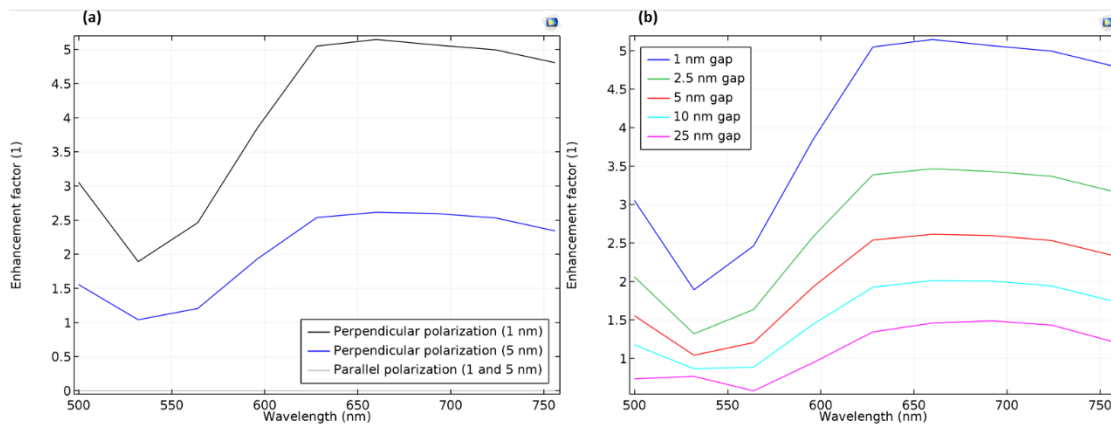 (a)
5
4.5
4
3.5
3
2.5
2
1.5
1
0.5
0
Enhancement factor (1)
Perpendicular polarization (1 nm)
Perpendicular polarization (5 nm)
Parallel polarization (1 and 5 nm)
500 550 600 650 700 750
Wavelength (nm)
(b)
5
4.5
4
3.5
3
2.5
2
1.5
1
Enhancement factor (1)
1 nm gap
2.5 nm gap
5 nm gap
10 nm gap
25 nm gap
500 550 600 650 700 750
Wavelength (nm)